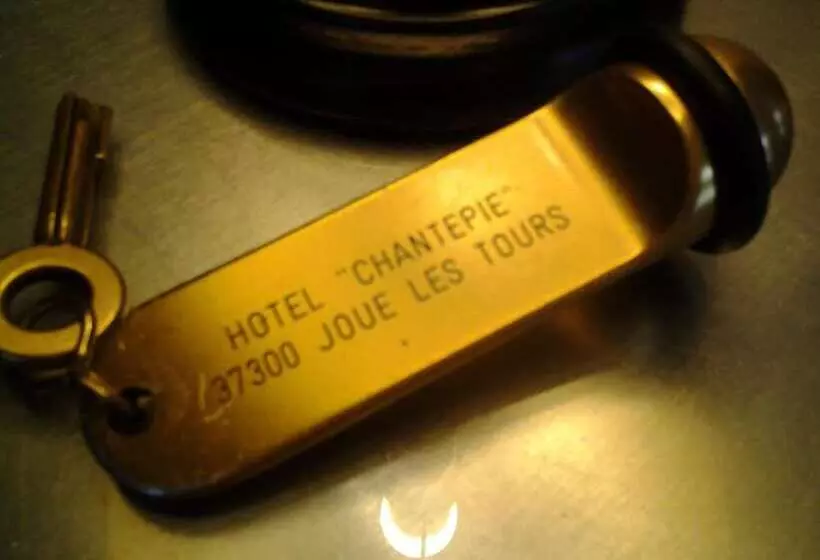 HOTEL "CHANTEPIE"
37300 JOUE LES TOURS